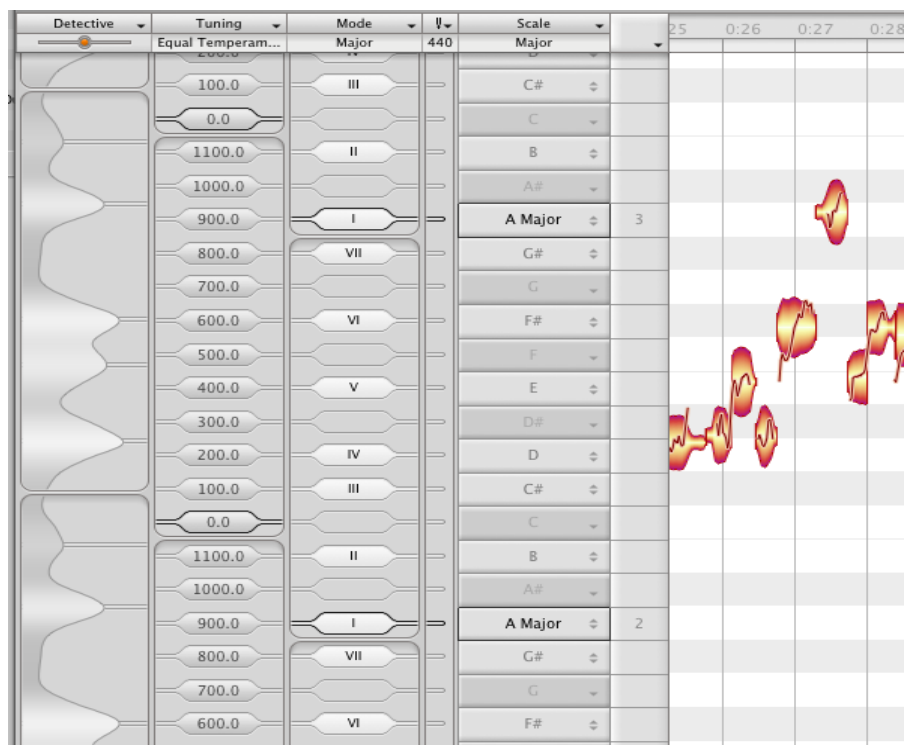 Detective Tuning Mode Scale
Equal Temperam... Major 440 Major
25 0:26 0:27 0:28
200.0 IV D
100.0 III C#
0.0 C
1100.0 II B
1000.0 A#
900.0 I A Major 3
800.0 VII G#
700.0 G
600.0 VI F#
500.0 F
400.0 V E
300.0 D#
200.0 IV D
100.0 III C#
0.0 C
1100.0 II B
1000.0 A#
900.0 I A Major 2
800.0 VII G#
700.0 G
600.0 VI F#